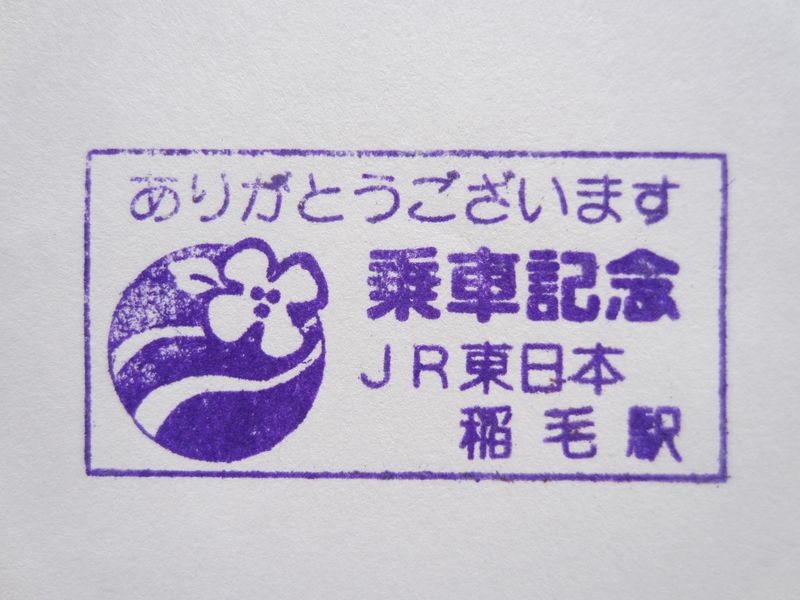 ありがとうございます
乗車記念
JR東日本
稲毛駅